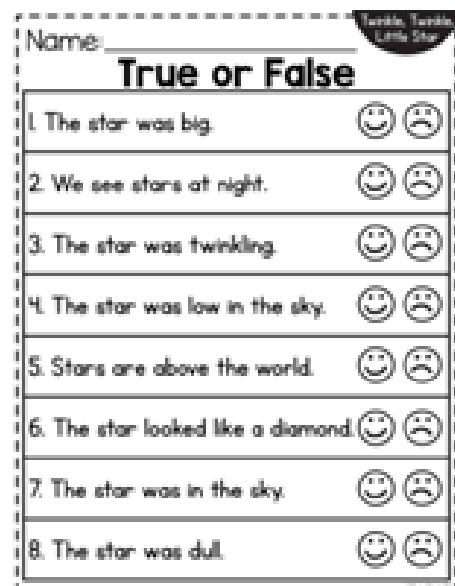 Twinkle, Twinkle,
Little Star
Name:
True or False
1. The star was big.
2. We see stars at night.
3. The star was twinkling.
4. The star was low in the sky.
5. Stars are above the world.
6. The star looked like a diamond.
7. The star was in the sky.
8. The star was dull.